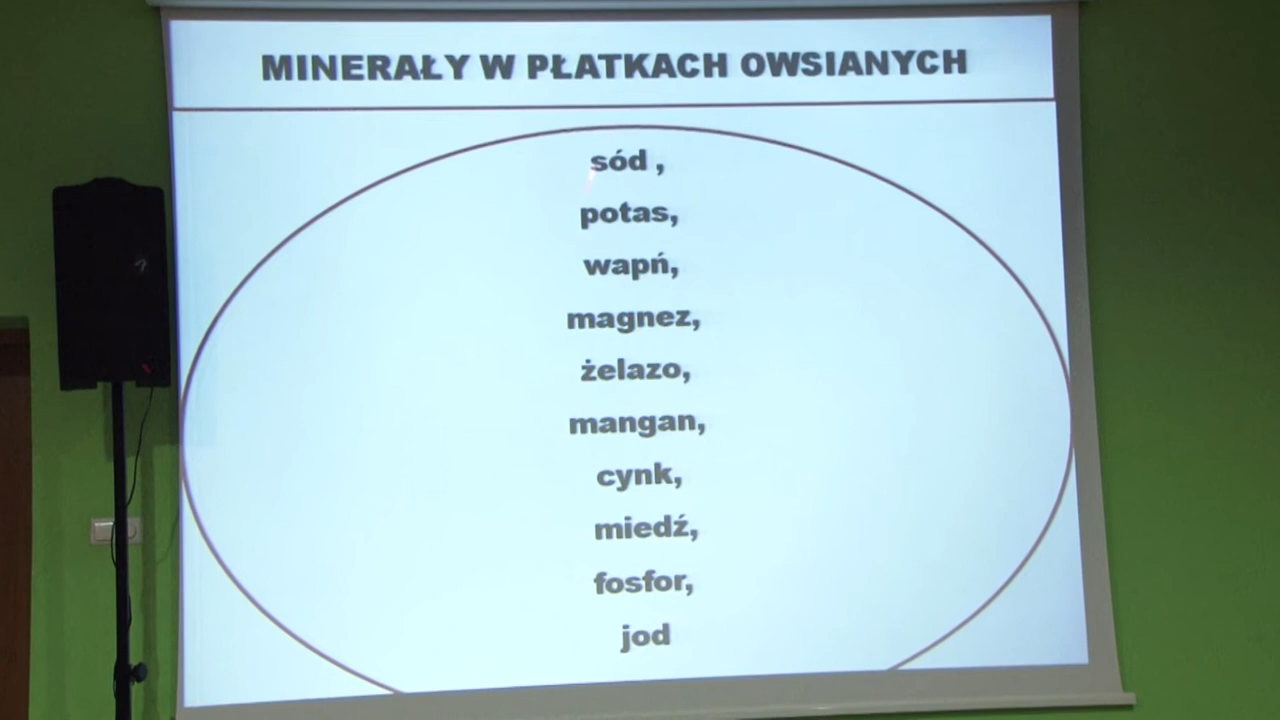 MINERAŁY W PŁATKACH OWSIANYCH
sód ,
potas,
wapń,
magnez,
żelazo,
mangan,
cynk,
miedź,
fosfor,
jod